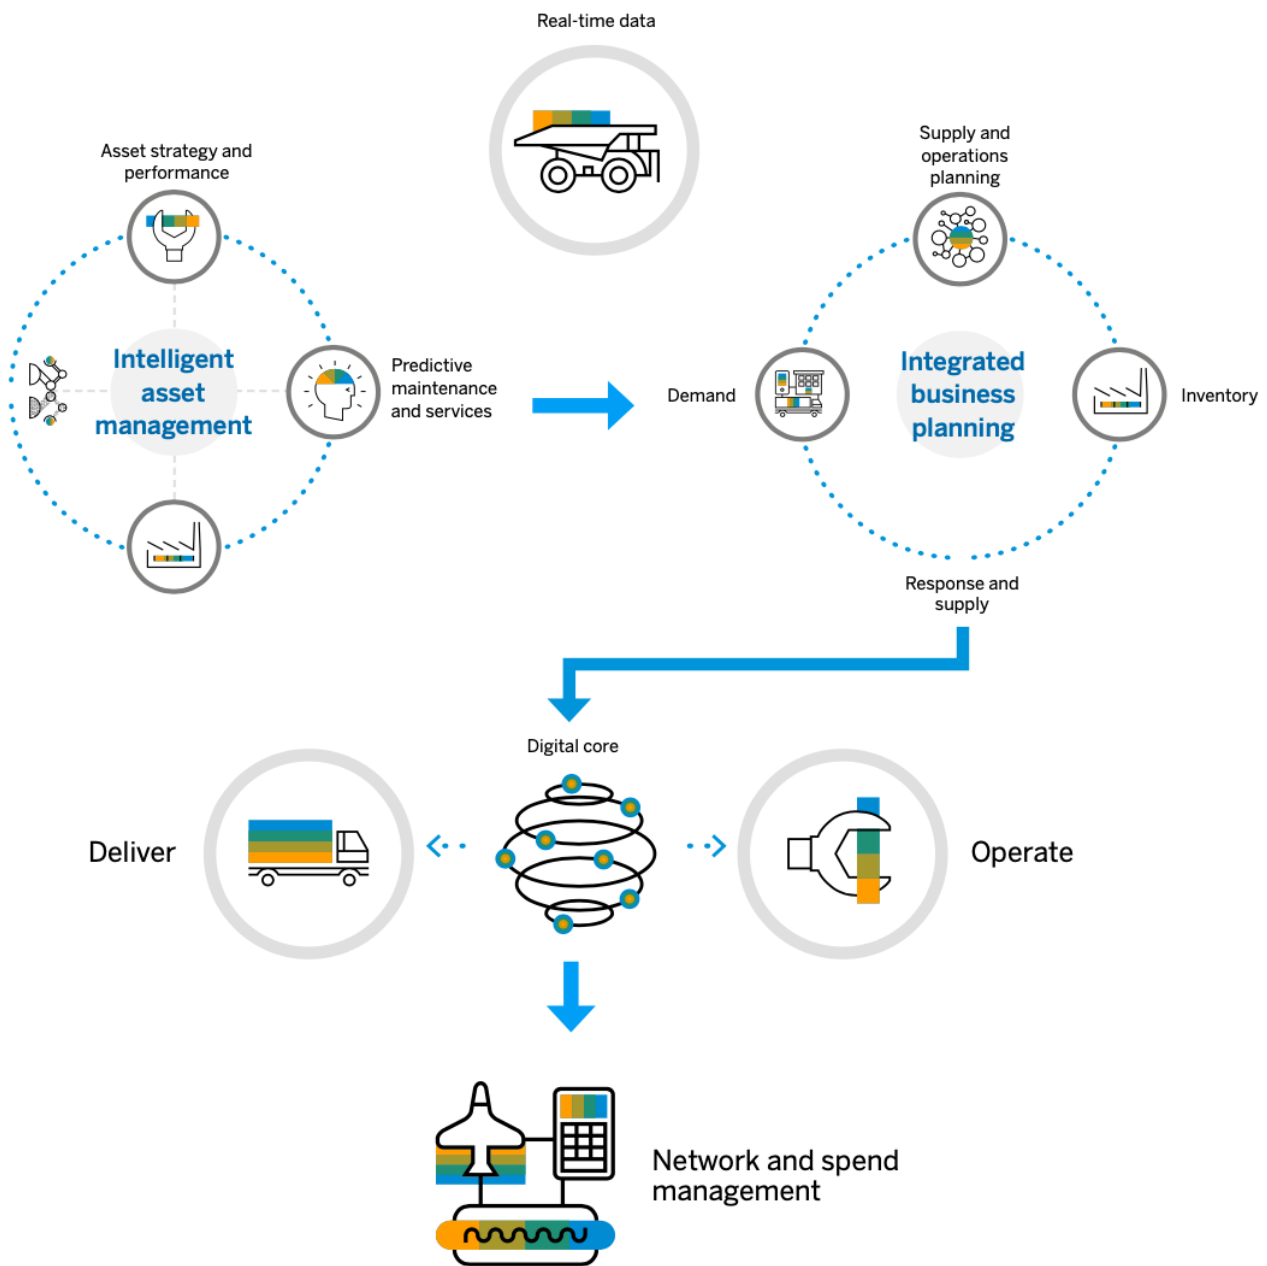 Real-time data
Asset strategy and
performance
Supply and
operations
planning
Intelligent
asset
management
Predictive
maintenance
and services
Demand
Integrated
business
planning
Inventory
Response and
supply
Digital core
Deliver
Operate
Network and spend
management